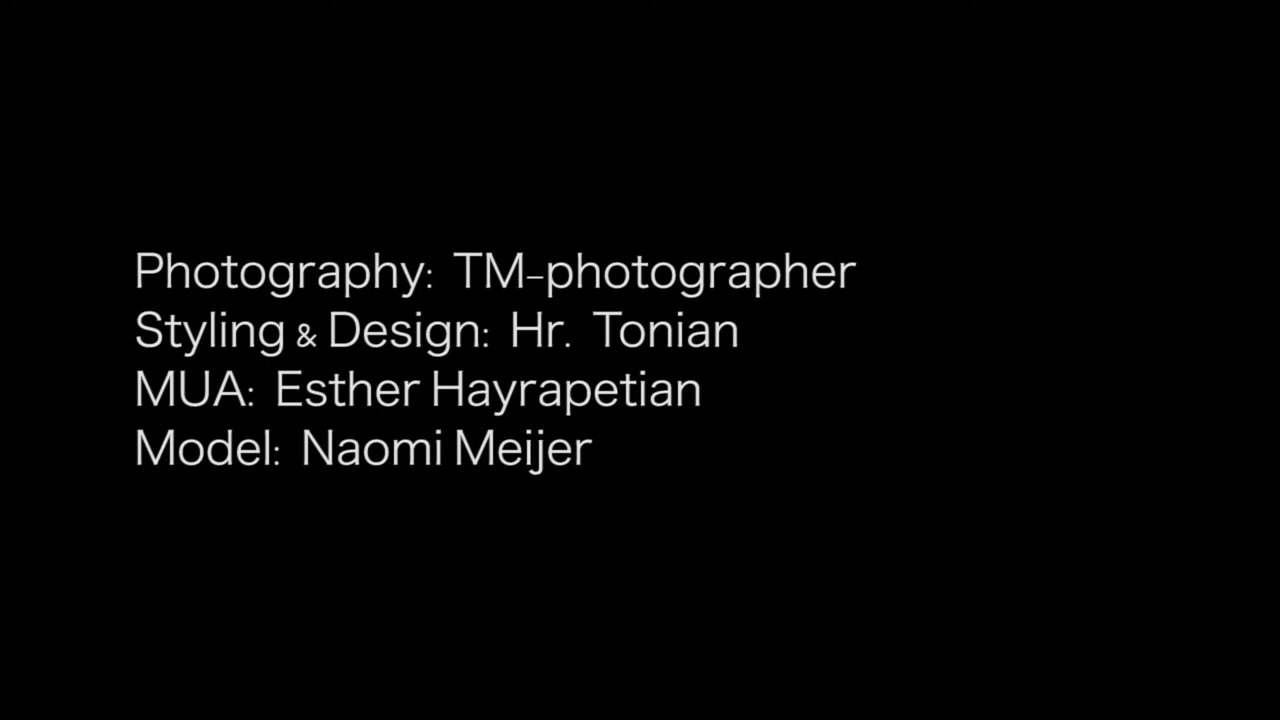 Photography: TM-photographer
Styling & Design: Hr. Tonian
MUA: Esther Hayrapetian
Model: Naomi Meijer